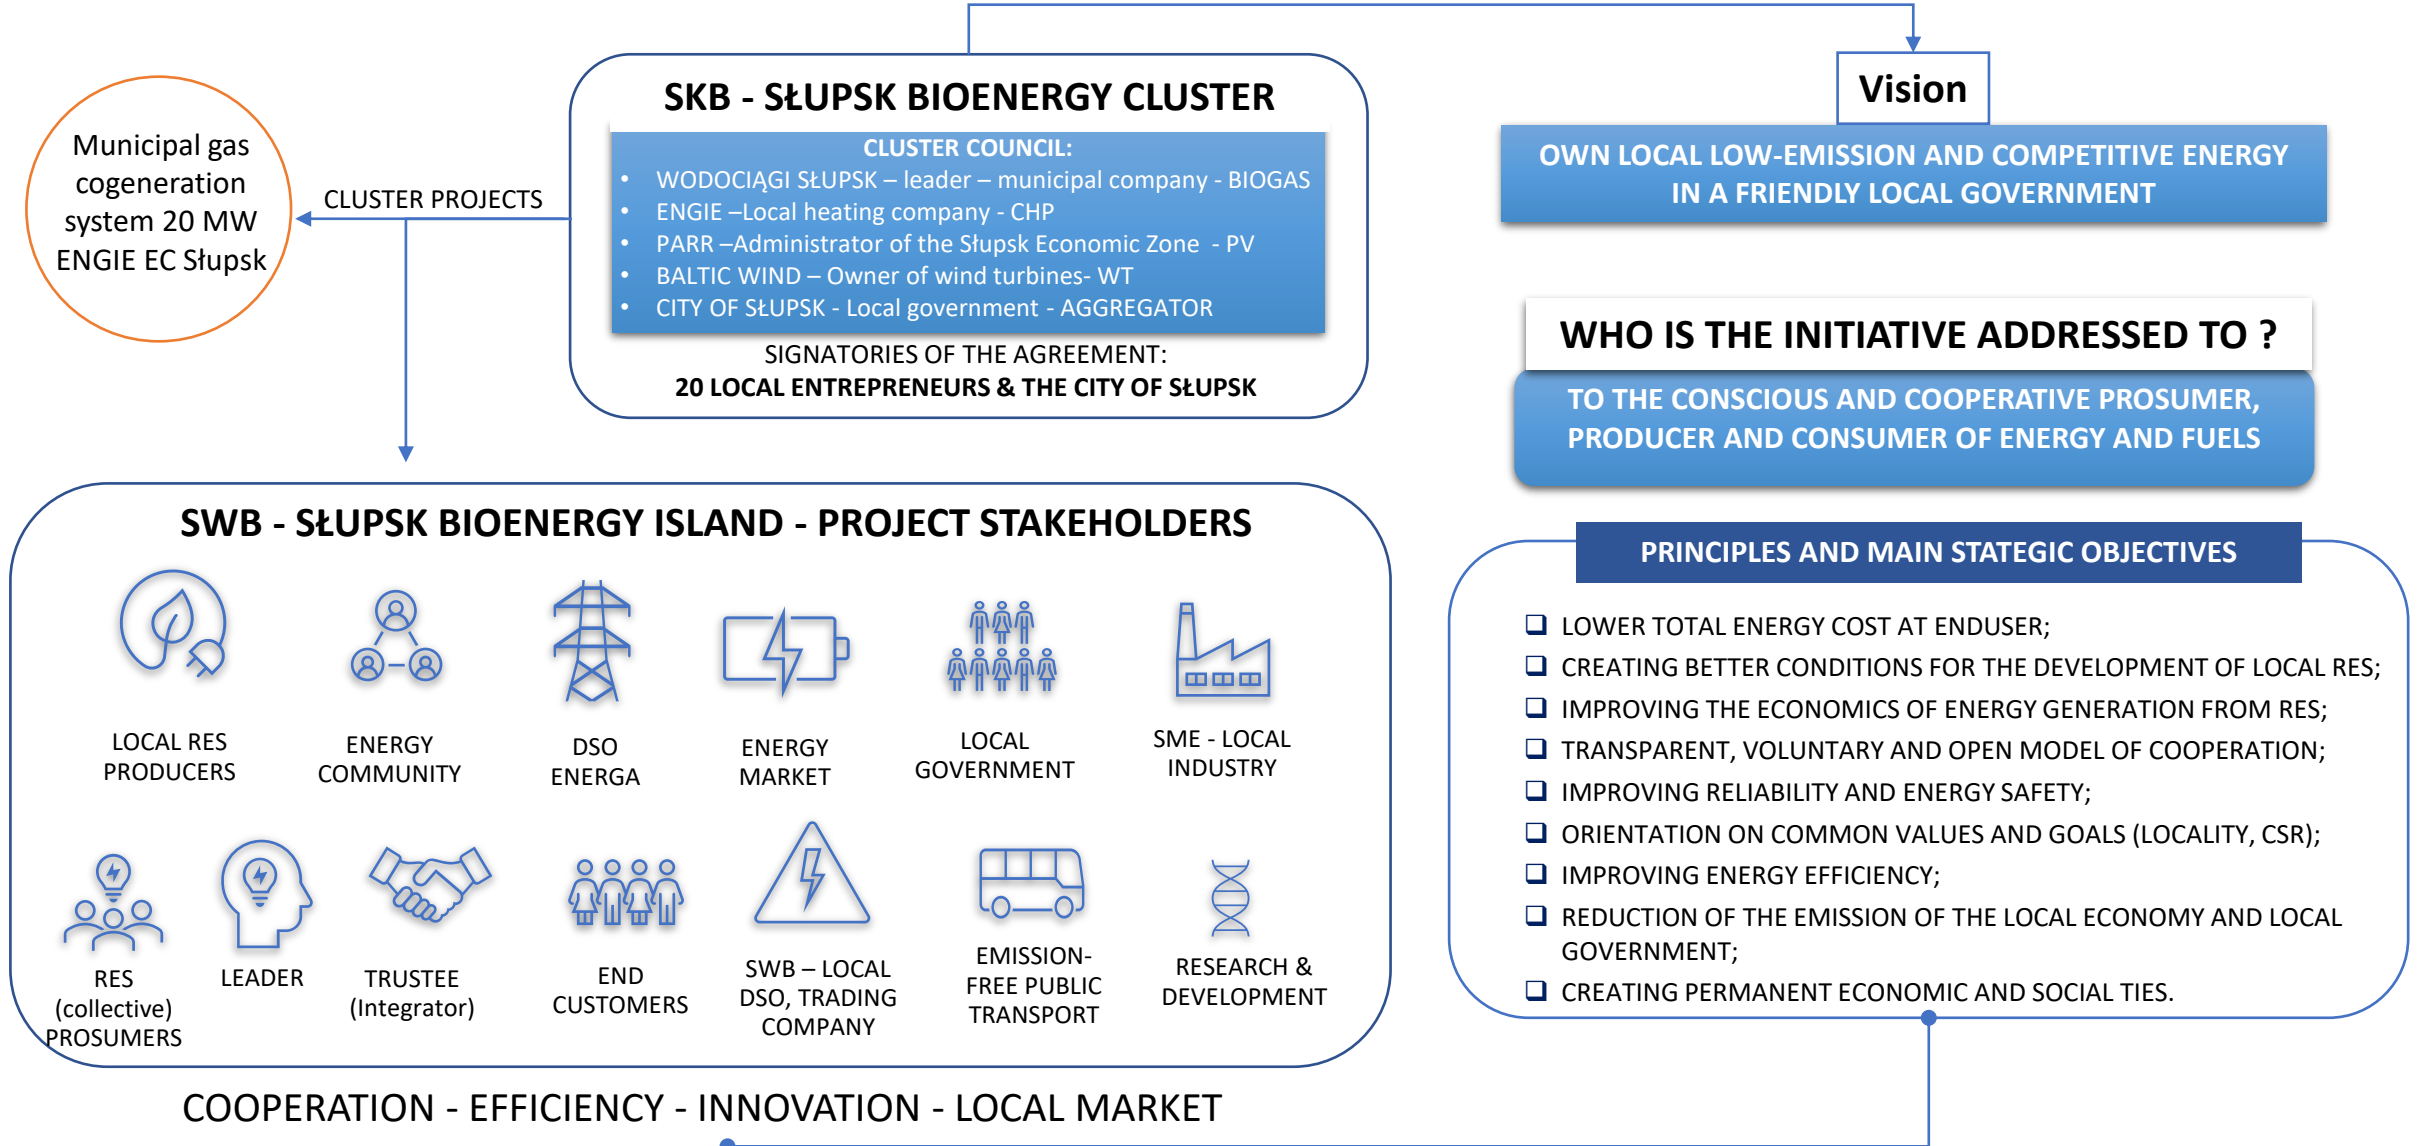 SKB - SŁUPSK BIOENERGY CLUSTER
CLUSTER COUNCIL:
• WODOCIĄGI SŁUPSK – leader – municipal company - BIOGAS
• ENGIE –Local heating company - CHP
• PARR –Administrator of the Słupsk Economic Zone - PV
• BALTIC WIND – Owner of wind turbines- WT
• CITY OF SŁUPSK - Local government - AGGREGATOR
SIGNATORIES OF THE AGREEMENT:
20 LOCAL ENTREPRENEURS & THE CITY OF SŁUPSK
CLUSTER PROJECTS
Municipal gas
cogeneration
system 20 MW
ENGIE EC Słupsk
Vision
OWN LOCAL LOW-EMISSION AND COMPETITIVE ENERGY
IN A FRIENDLY LOCAL GOVERNMENT
WHO IS THE INITIATIVE ADDRESSED TO ?
TO THE CONSCIOUS AND COOPERATIVE PROSUMER,
PRODUCER AND CONSUMER OF ENERGY AND FUELS
SWB - SŁUPSK BIOENERGY ISLAND - PROJECT STAKEHOLDERS
LOCAL RES
PRODUCERS
ENERGY
COMMUNITY
DSO
ENERGA
ENERGY
MARKET
LOCAL
GOVERNMENT
SME - LOCAL
INDUSTRY
RES
(collective)
PROSUMERS
LEADER
TRUSTEE
(Integrator)
END
CUSTOMERS
SWB – LOCAL
DSO, TRADING
COMPANY
EMISSION-
FREE PUBLIC
TRANSPORT
RESEARCH &
DEVELOPMENT
PRINCIPLES AND MAIN STATEGIC OBJECTIVES
❑ LOWER TOTAL ENERGY COST AT ENDUSER;
❑ CREATING BETTER CONDITIONS FOR THE DEVELOPMENT OF LOCAL RES;
❑ IMPROVING THE ECONOMICS OF ENERGY GENERATION FROM RES;
❑ TRANSPARENT, VOLUNTARY AND OPEN MODEL OF COOPERATION;
❑ IMPROVING RELIABILITY AND ENERGY SAFETY;
❑ ORIENTATION ON COMMON VALUES AND GOALS (LOCALITY, CSR);
❑ IMPROVING ENERGY EFFICIENCY;
❑ REDUCTION OF THE EMISSION OF THE LOCAL ECONOMY AND LOCAL
GOVERNMENT;
❑ CREATING PERMANENT ECONOMIC AND SOCIAL TIES.
COOPERATION - EFFICIENCY - INNOVATION - LOCAL MARKET